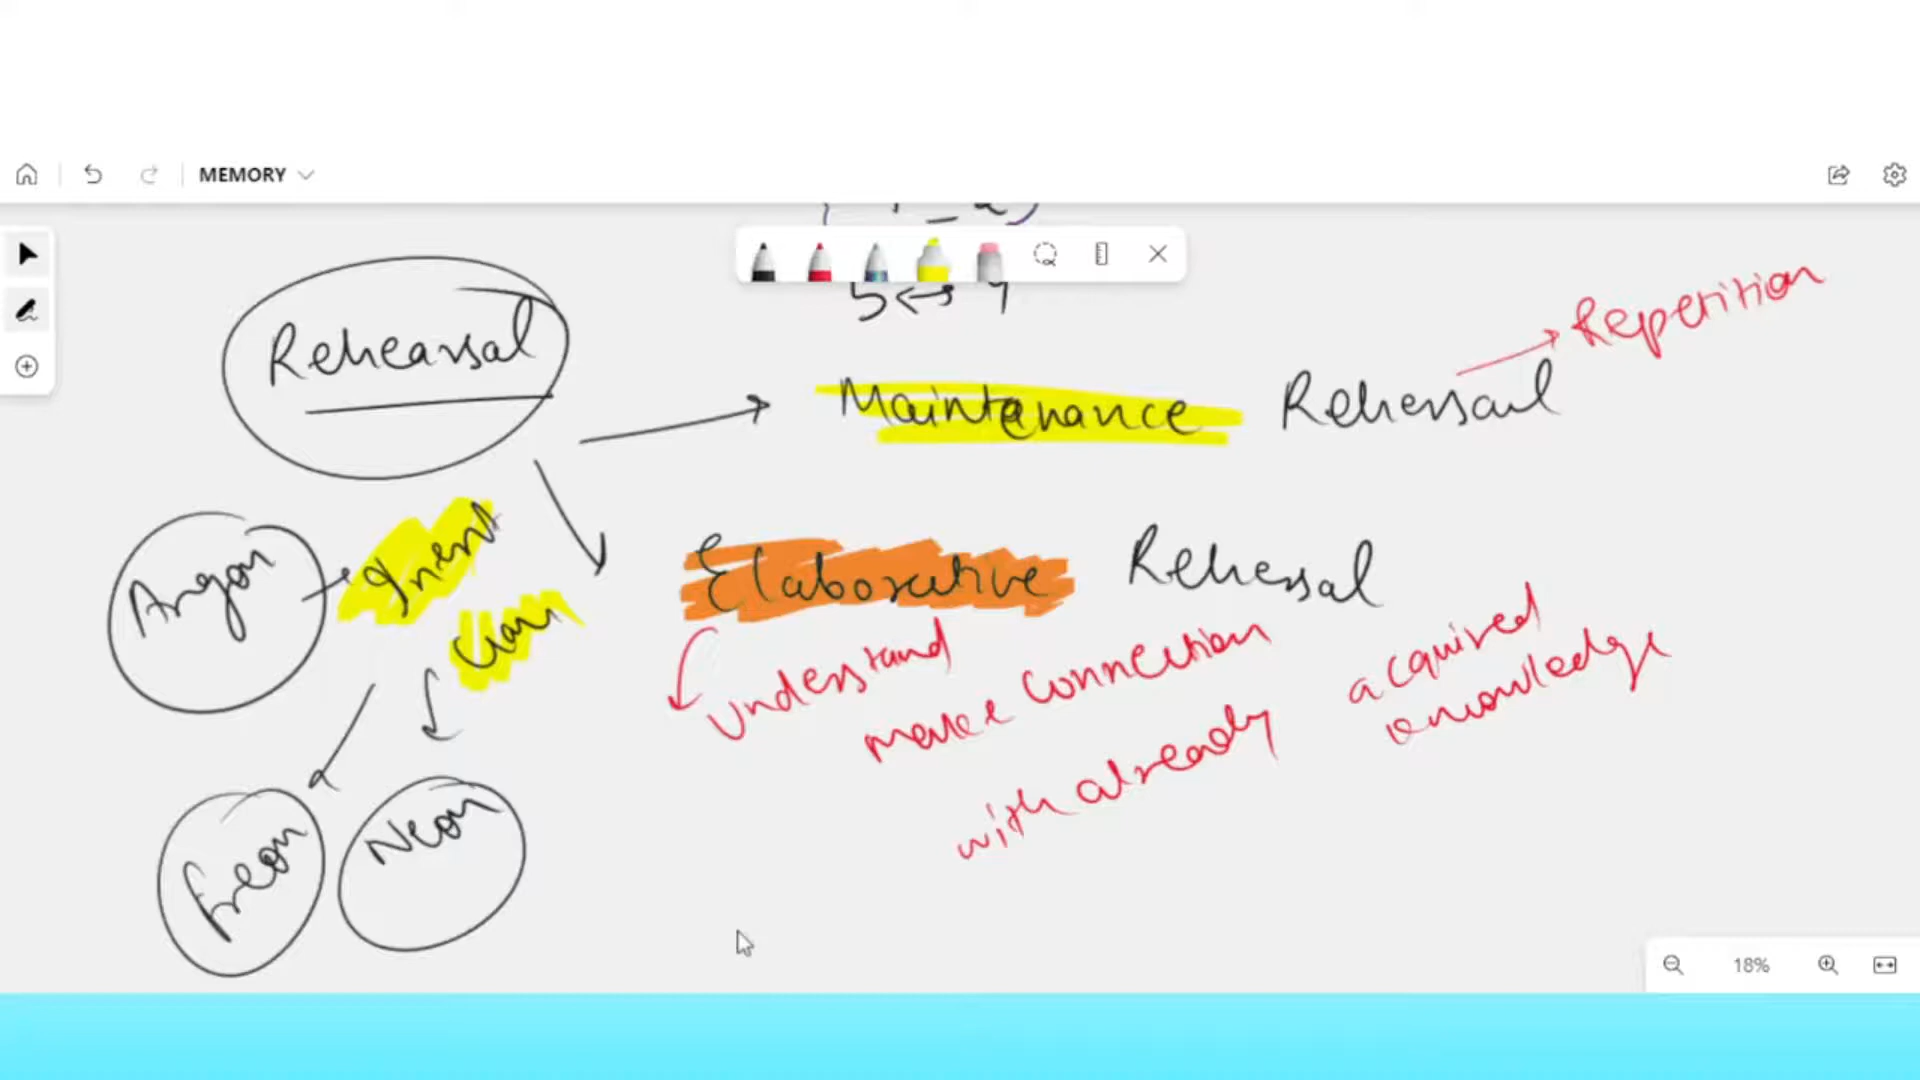 MEMORY
5 ↔ 9
Rehearsal
→ Repetition
Maintenance Rehersal
Argon → Inert
Gas
Elaborative Rehersal
understand
make connection
with already
acquired
knowledge
Freon
Neon
18%